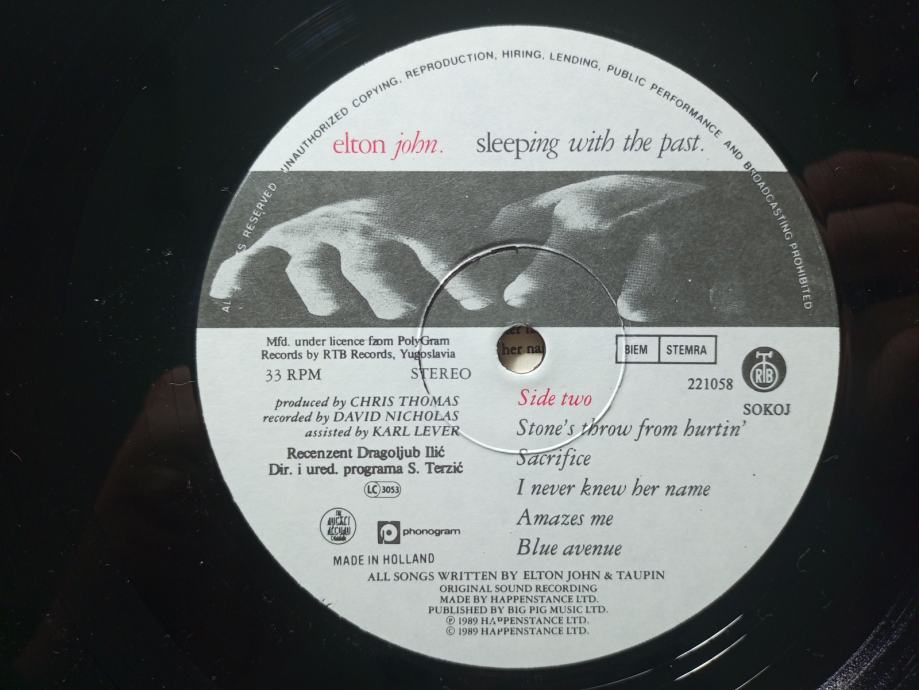 S RESERVED UNAUTHORIZED COPYING, REPRODUCTION, HIRING, LENDING, PUBLIC PERFORMANCE AND BROADCASTING PROHIBITED
elton john. sleeping with the past.
Mfd. under licence fzom PolyGram
Records by RTB Records, Yugoslavia
33 RPM STEREO
produced by CHRIS THOMAS
recorded by DAVID NICHOLAS
assisted by KARL LEVER
Recenzent Dragoljub Ilić
Dir. i ured. programa S. Terzić
LC 3053
phonogram
MADE IN HOLLAND
her na
BIEM STEMRA
221058
RTB
SOKOJ
Side two
Stone's throw from hurtin'
Sacrifice
I never knew her name
Amazes me
Blue avenue
ALL SONGS WRITTEN BY ELTON JOHN & TAUPIN
ORIGINAL SOUND RECORDING
MADE BY HAPPENSTANCE LTD.
PUBLISHED BY BIG PIG MUSIC LTD.
℗ 1989 HAPPENSTANCE LTD.
© 1989 HAPPENSTANCE LTD.